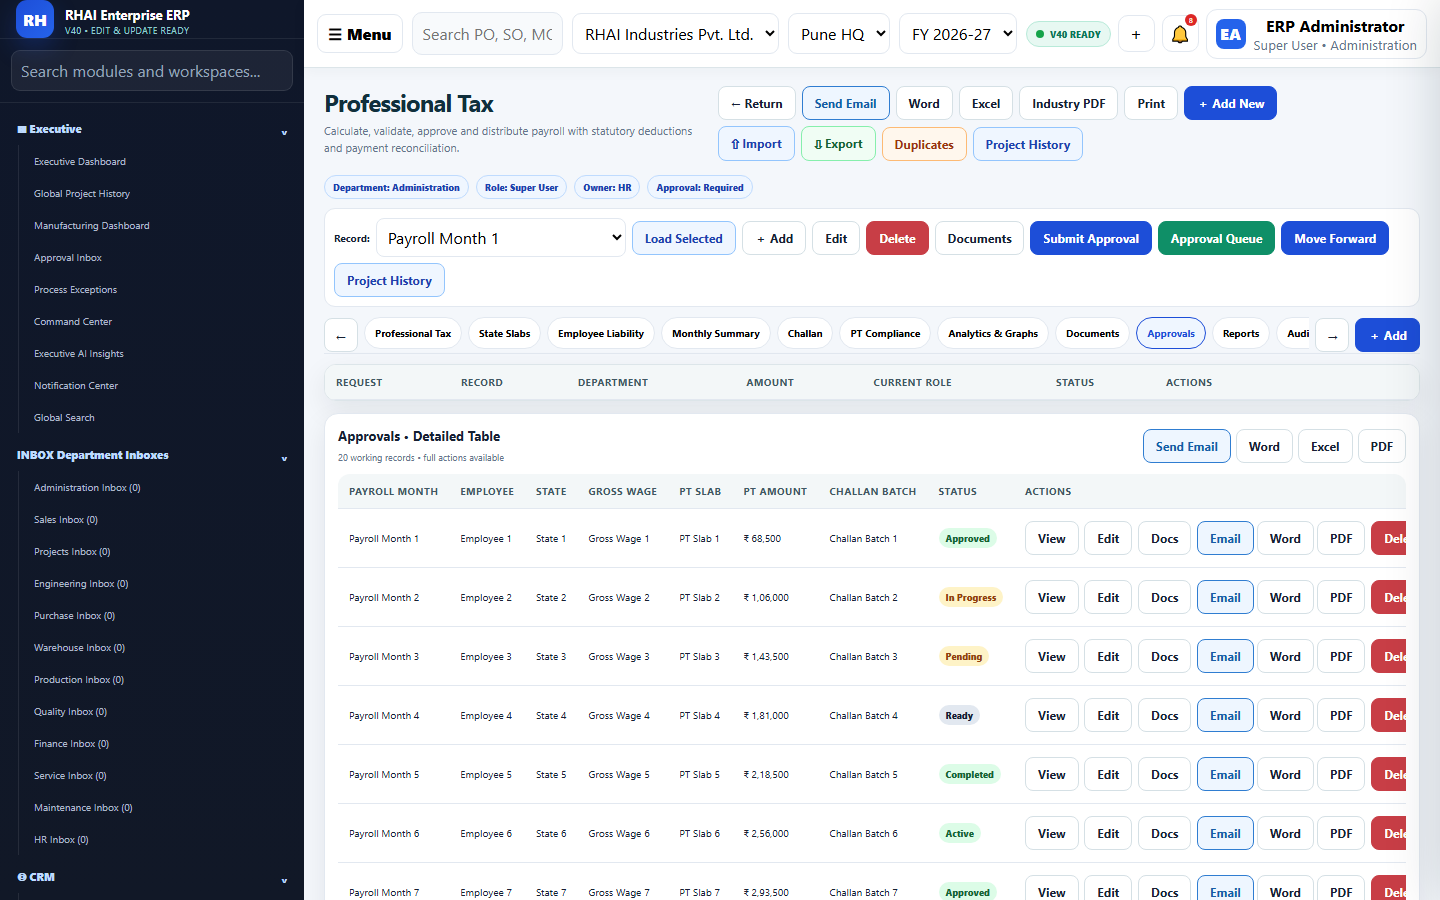 RH
RHAI Enterprise ERP
V40 • EDIT & UPDATE READY
Search modules and workspaces...
Executive
Executive Dashboard
Global Project History
Manufacturing Dashboard
Approval Inbox
Process Exceptions
Command Center
Executive AI Insights
Notification Center
Global Search
INBOX Department Inboxes
Administration Inbox (0)
Sales Inbox (0)
Projects Inbox (0)
Engineering Inbox (0)
Purchase Inbox (0)
Warehouse Inbox (0)
Production Inbox (0)
Quality Inbox (0)
Finance Inbox (0)
Service Inbox (0)
Maintenance Inbox (0)
HR Inbox (0)
CRM
☰ Menu
Search PO, SO, MO
RHAI Industries Pvt. Ltd.
Pune HQ
FY 2026-27
V40 READY
+
8
EA
ERP Administrator
Super User • Administration
Professional Tax
Calculate, validate, approve and distribute payroll with statutory deductions
and payment reconciliation.
← Return
Send Email
Word
Excel
Industry PDF
Print
+ Add New
⇧ Import
⇩ Export
Duplicates
Project History
Department: Administration
Role: Super User
Owner: HR
Approval: Required
Record:
Payroll Month 1
Load Selected
+ Add
Edit
Delete
Documents
Submit Approval
Approval Queue
Move Forward
Project History
←
Professional Tax
State Slabs
Employee Liability
Monthly Summary
Challan
PT Compliance
Analytics & Graphs
Documents
Approvals
Reports
Audi
→
+ Add
REQUEST RECORD DEPARTMENT AMOUNT CURRENT ROLE STATUS ACTIONS
Approvals • Detailed Table
20 working records • full actions available
Send Email
Word
Excel
PDF
PAYROLL MONTH EMPLOYEE STATE GROSS WAGE PT SLAB PT AMOUNT CHALLAN BATCH STATUS ACTIONS
Payroll Month 1 Employee 1 State 1 Gross Wage 1 PT Slab 1 ₹ 68,500 Challan Batch 1 Approved View Edit Docs Email Word PDF Dele
Payroll Month 2 Employee 2 State 2 Gross Wage 2 PT Slab 2 ₹ 1,06,000 Challan Batch 2 In Progress View Edit Docs Email Word PDF Dele
Payroll Month 3 Employee 3 State 3 Gross Wage 3 PT Slab 3 ₹ 1,43,500 Challan Batch 3 Pending View Edit Docs Email Word PDF Dele
Payroll Month 4 Employee 4 State 4 Gross Wage 4 PT Slab 4 ₹ 1,81,000 Challan Batch 4 Ready View Edit Docs Email Word PDF Dele
Payroll Month 5 Employee 5 State 5 Gross Wage 5 PT Slab 5 ₹ 2,18,500 Challan Batch 5 Completed View Edit Docs Email Word PDF Dele
Payroll Month 6 Employee 6 State 6 Gross Wage 6 PT Slab 6 ₹ 2,56,000 Challan Batch 6 Active View Edit Docs Email Word PDF Dele
Payroll Month 7 Employee 7 State 7 Gross Wage 7 PT Slab 7 ₹ 2,93,500 Challan Batch 7 Approved View Edit Docs Email Word PDF Dele